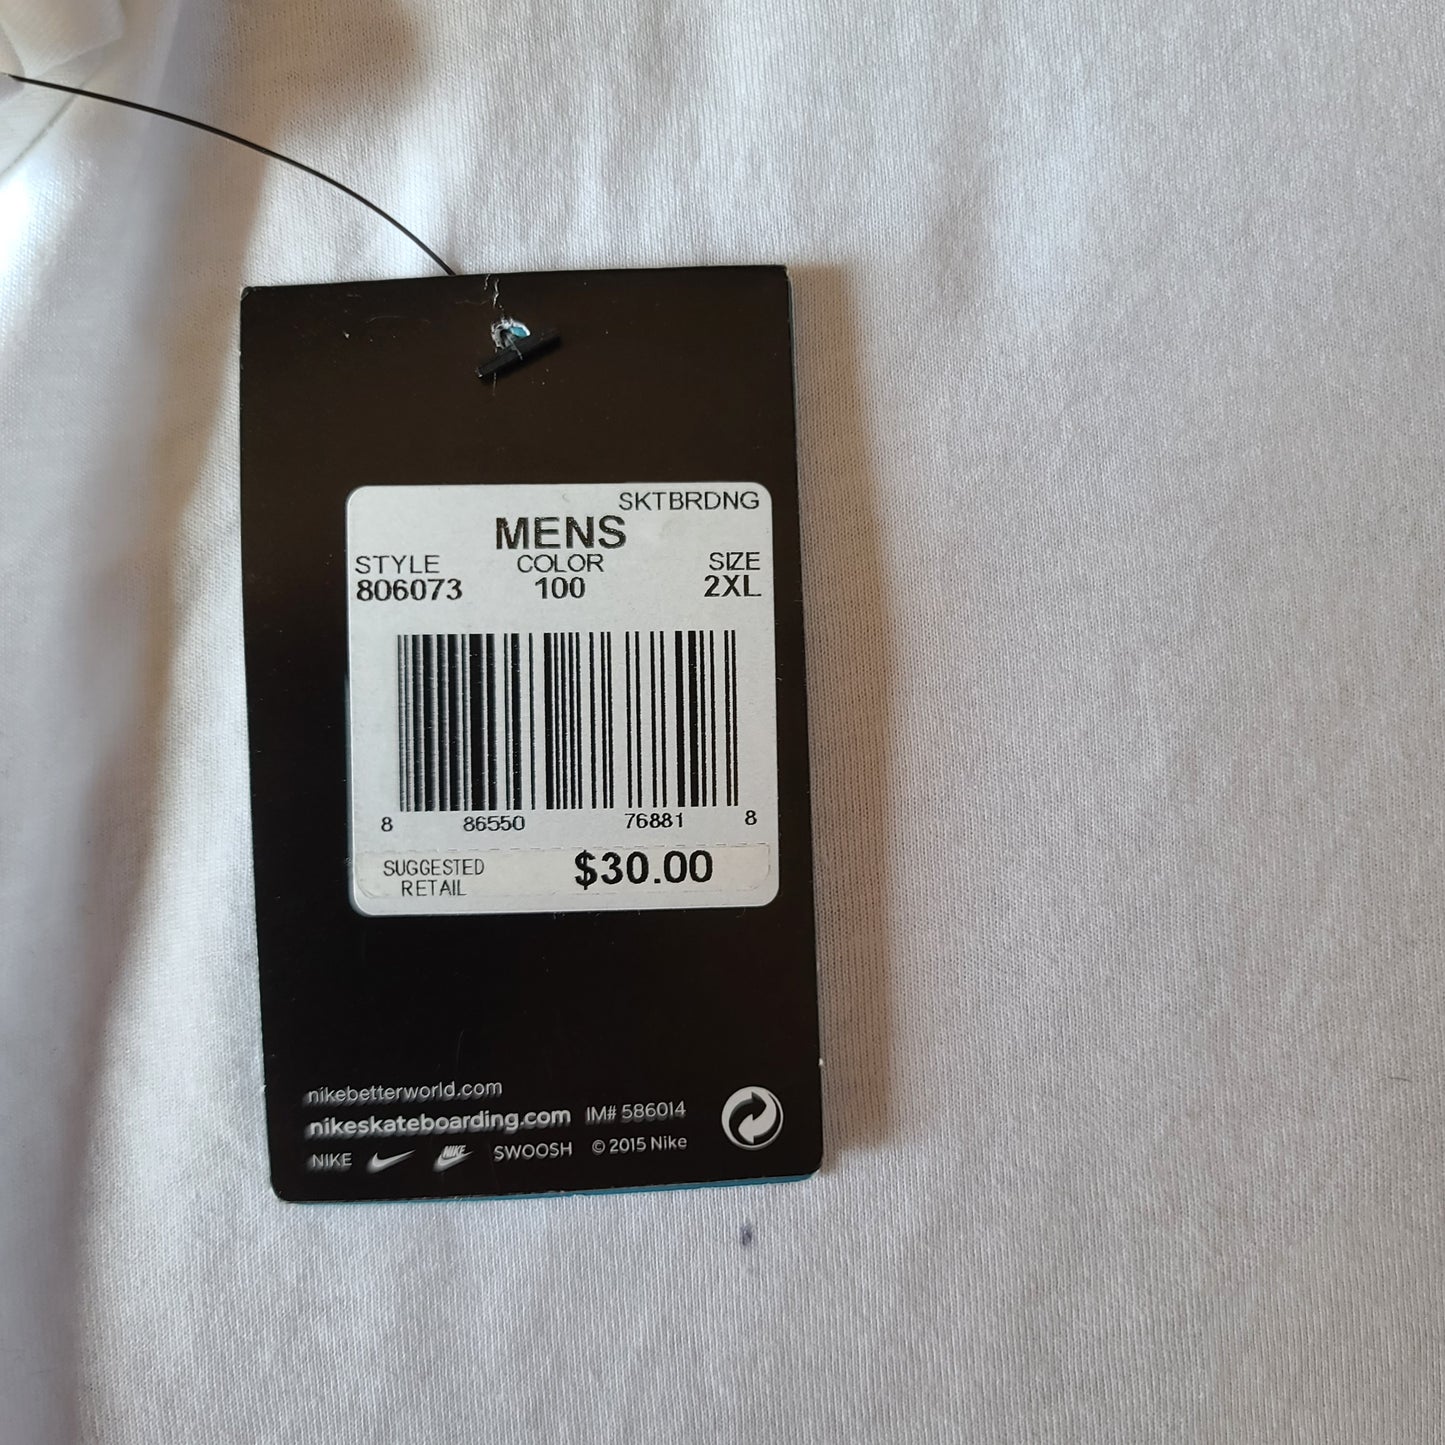 SKTBRDNG
MENS
STYLE COLOR SIZE
806073 100 2XL
8 86550 76881 8
SUGGESTED RETAIL $30.00
nikebetterworld.com
nikeskateboarding.com IM# 586014
NIKE NIKE SWOOSH © 2015 Nike